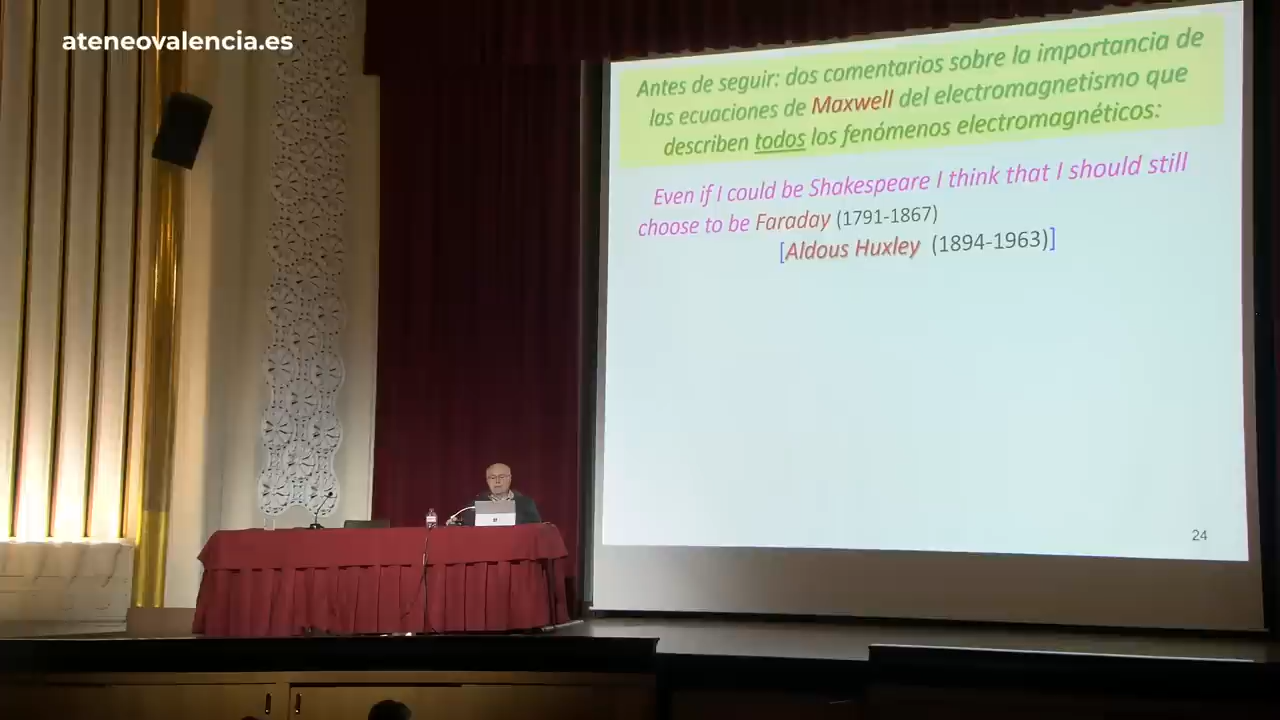 ateneovalencia.es
Antes de seguir: dos comentarios sobre la importancia de
las ecuaciones de Maxwell del electromagnetismo que
describen todos los fenómenos electromagnéticos:
Even if I could be Shakespeare I think that I should still
choose to be Faraday (1791-1867)
[Aldous Huxley (1894-1963)]
24